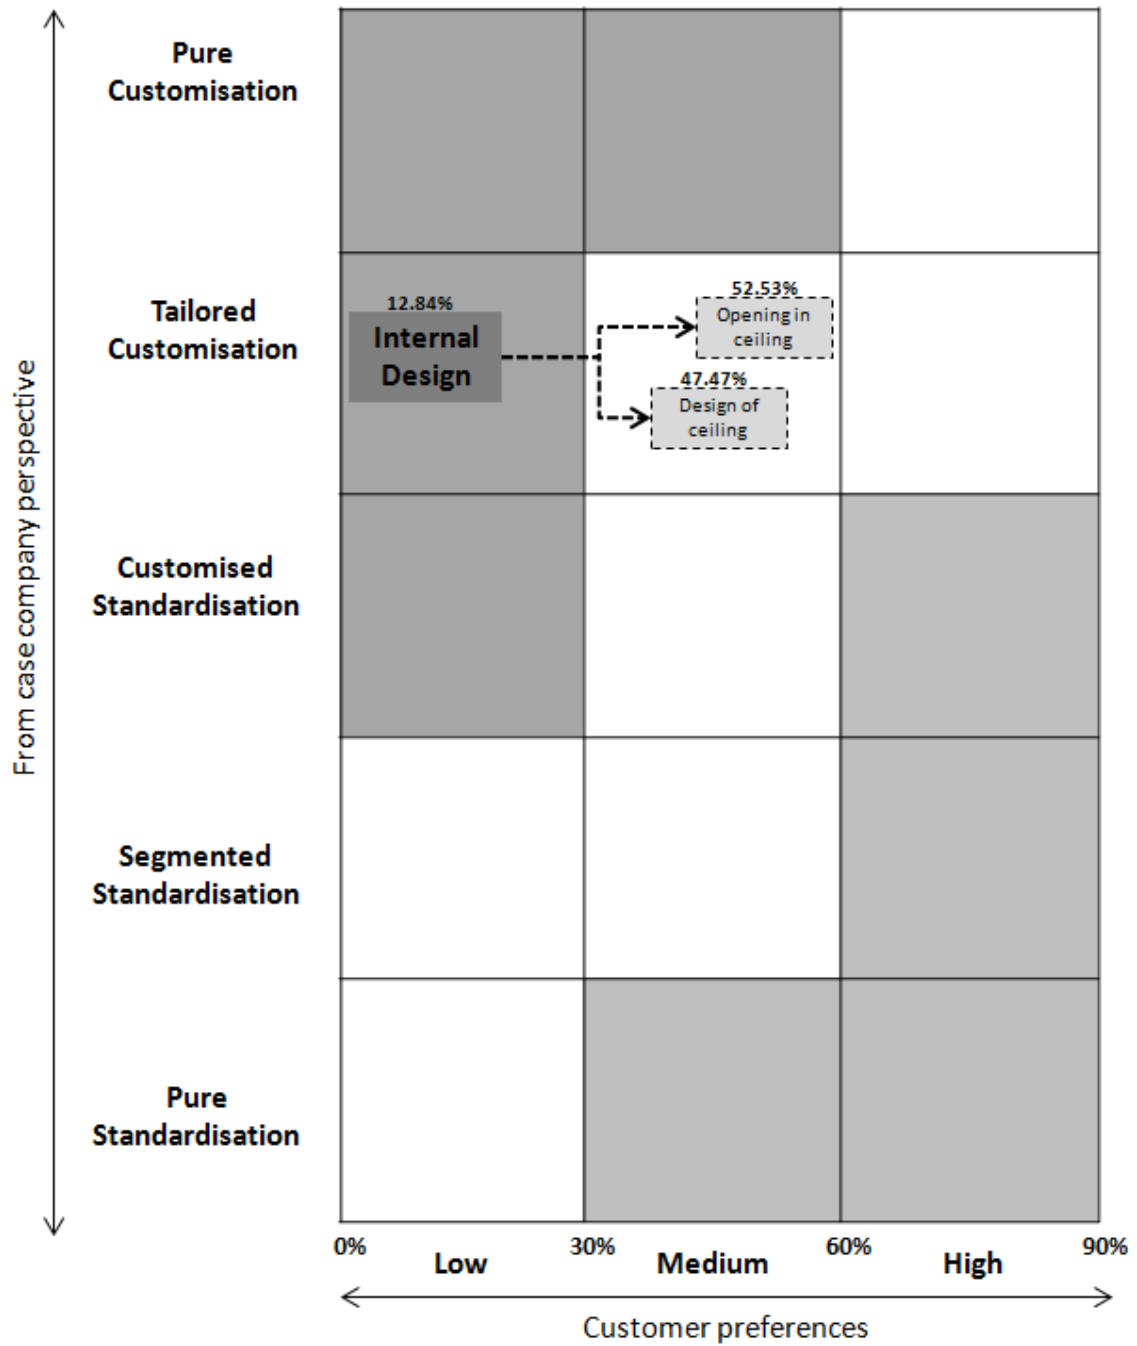 Pure
Customisation
Tailored
Customisation
12.84%
Internal
Design
52.53%
Opening in
ceiling
47.47%
Design of
ceiling
Customised
Standardisation
Segmented
Standardisation
Pure
Standardisation
From case company perspective
0%
30%
60%
90%
Low
Medium
High
Customer preferences